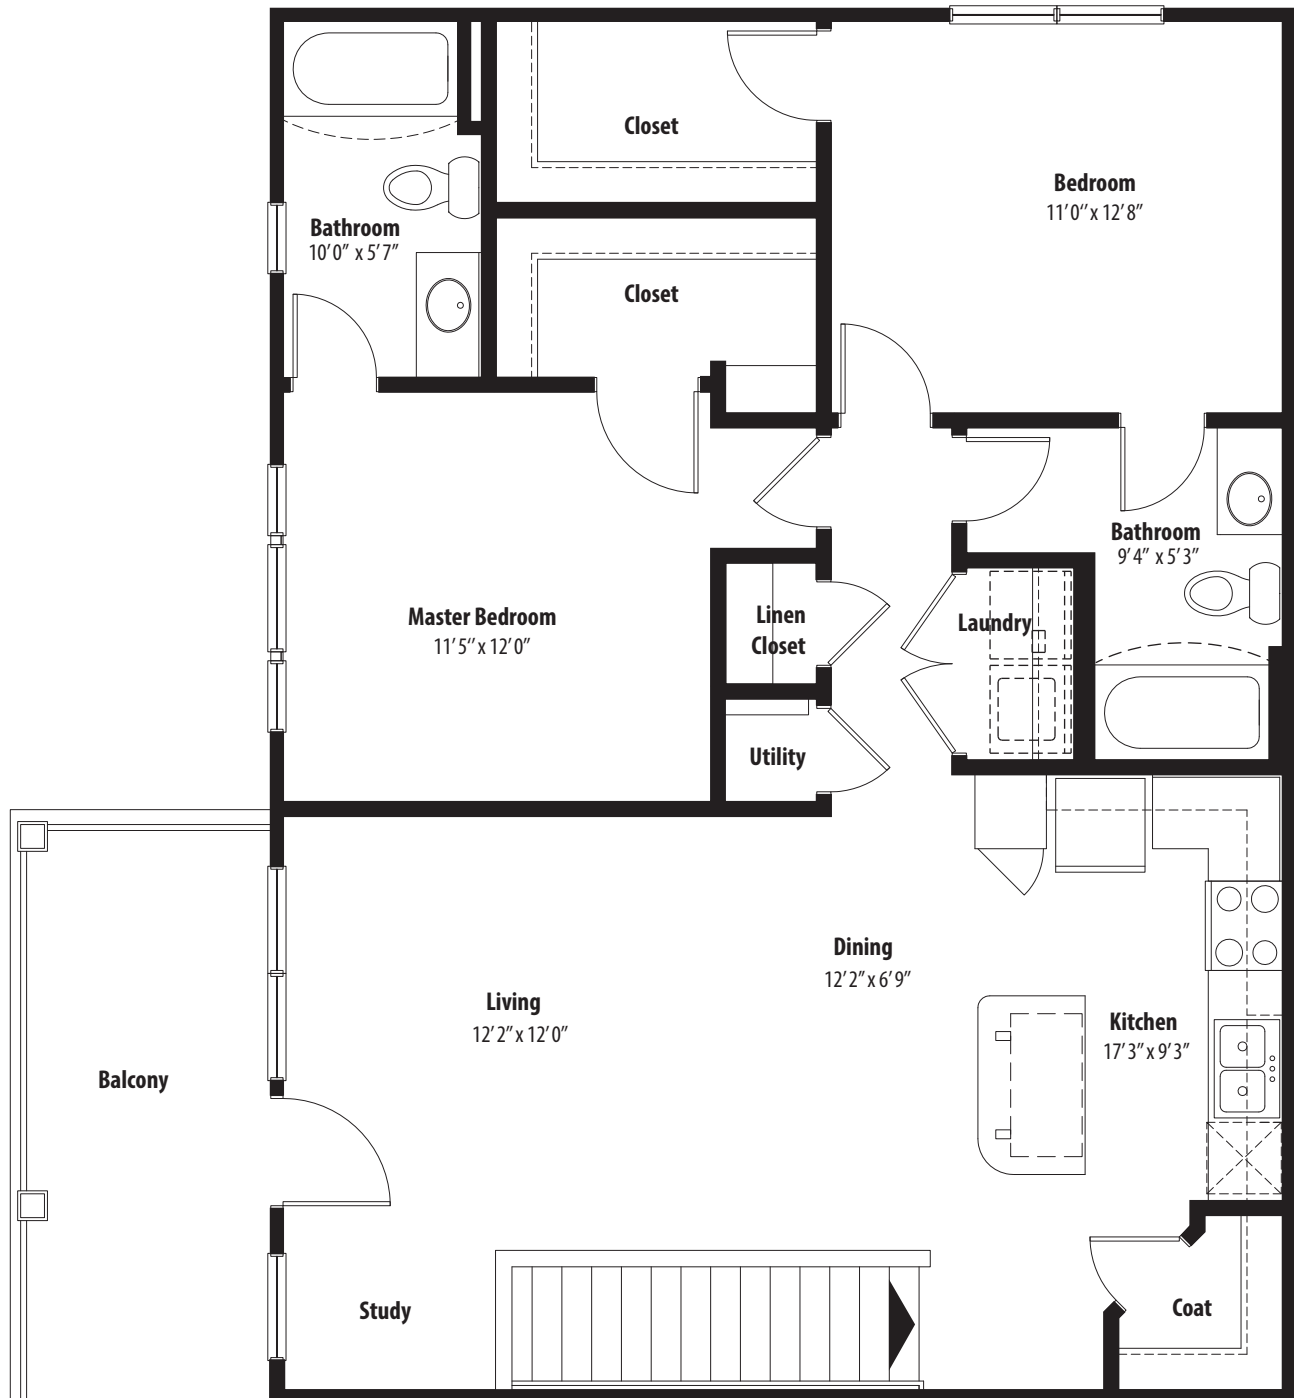 Closet
Bedroom
11'0" x 12'8"
Bathroom
10'0" x 5'7"
Closet
Bathroom
9'4" x 5'3"
Master Bedroom
11'5" x 12'0"
Linen
Closet
Laundry
Utility
Dining
12'2" x 6'9"
Living
12'2" x 12'0"
Kitchen
17'3" x 9'3"
Balcony
Study
Coat